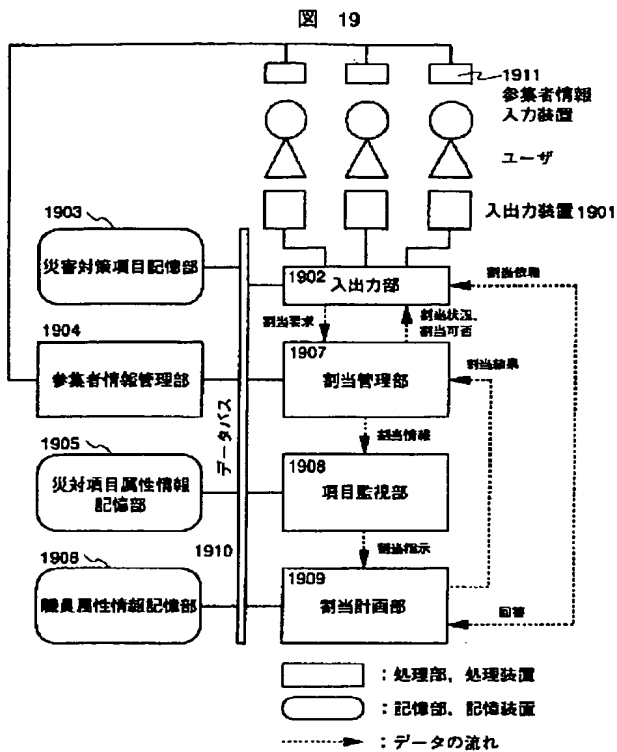 図 19
1911
参集者情報
入力装置
ユーザ
入出力装置1901
1903
災害対策項目記憶部
1902
入出力部
割当依頼
割当要求
割当状況、
割当可否
1904
参集者情報管理部
1907
割当管理部
割当結果
データバス
割当情報
1905
災対項目属性情報
記憶部
1908
項目監視部
1910
割当指示
1906
職員属性情報記憶部
1909
割当計画部
回答
：処理部、処理装置
：記憶部、記憶装置
：データの流れ